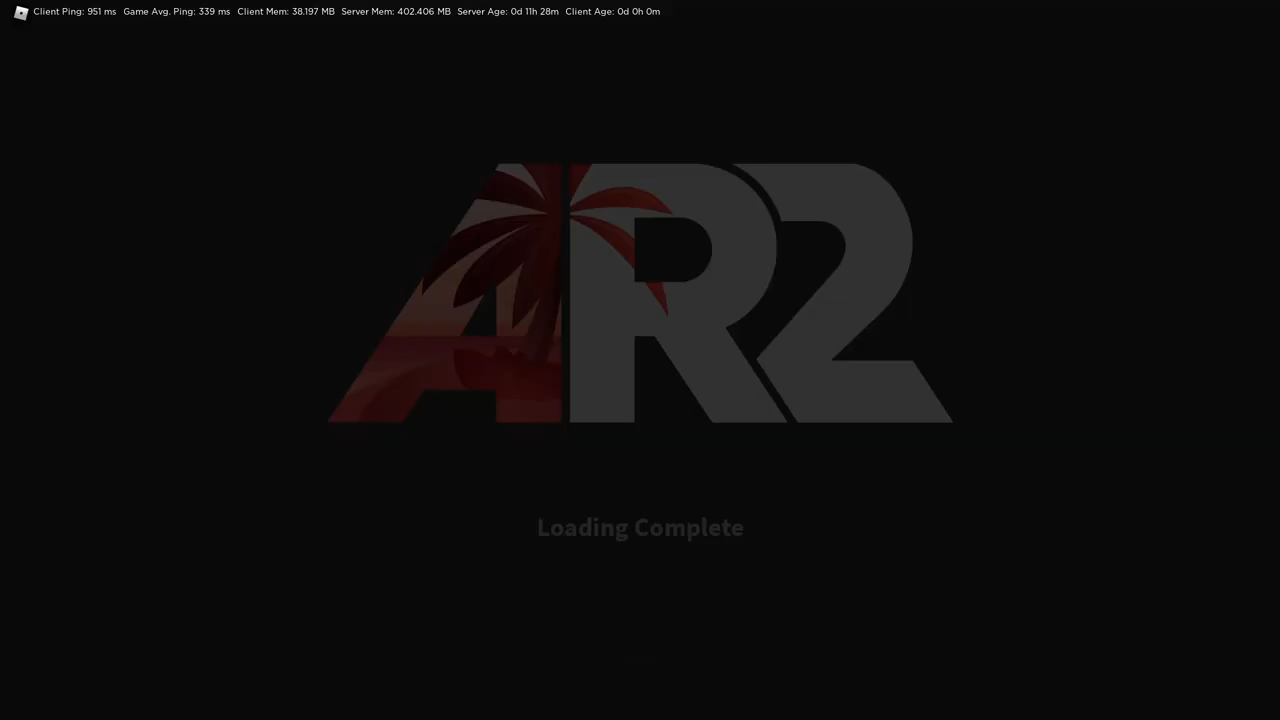 Client Ping: 951 ms Game Avg. Ping: 339 ms Client Mem: 38.197 MB Server Mem: 402.406 MB Server Age: 0d 11h 28m Client Age: 0d 0h 0m
AR2
Loading Complete